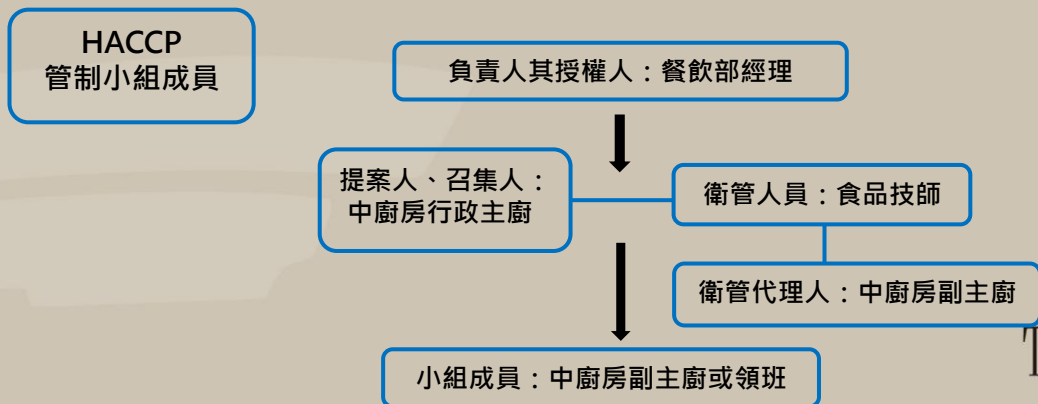 HACCP
管制小組成員
負責人其授權人：餐飲部經理
提案人、召集人：
中廚房行政主廚
衛管人員：食品技師
衛管代理人：中廚房副主廚
T
小組成員：中廚房副主廚或領班